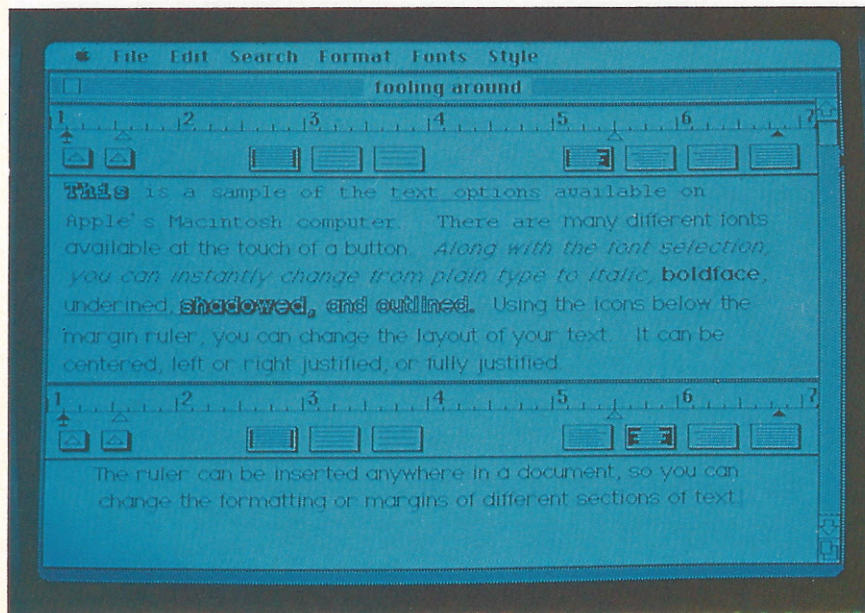 File Edit Search Format Fonts Style
fooling around
1 2 3 4 5 6 7
This is a sample of the text options available on
Apple's Macintosh computer. There are many different fonts
available at the touch of a button. Along with the font selection,
you can instantly change from plain type to italic, boldface,
underined, shadowed, and outlined. Using the icons below the
margin ruler, you can change the layout of your text. It can be
centered, left or right justified, or fully justified.
1 2 3 4 5 6 7
The ruler can be inserted anywhere in a document, so you can
change the formatting or margins of different sections of text.